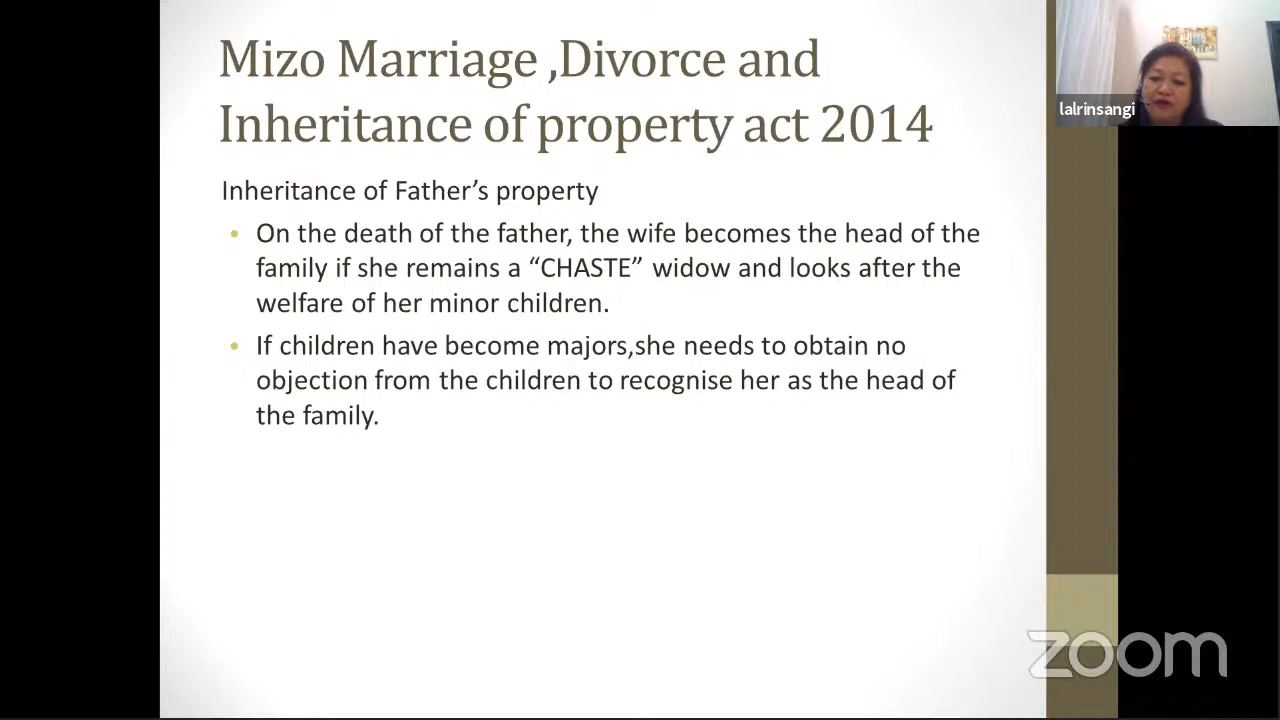 Mizo Marriage ,Divorce and
Inheritance of property act 2014
Inheritance of Father’s property
• On the death of the father, the wife becomes the head of the
family if she remains a “CHASTE” widow and looks after the
welfare of her minor children.
• If children have become majors,she needs to obtain no
objection from the children to recognise her as the head of
the family.
lalrinsangi
zoom